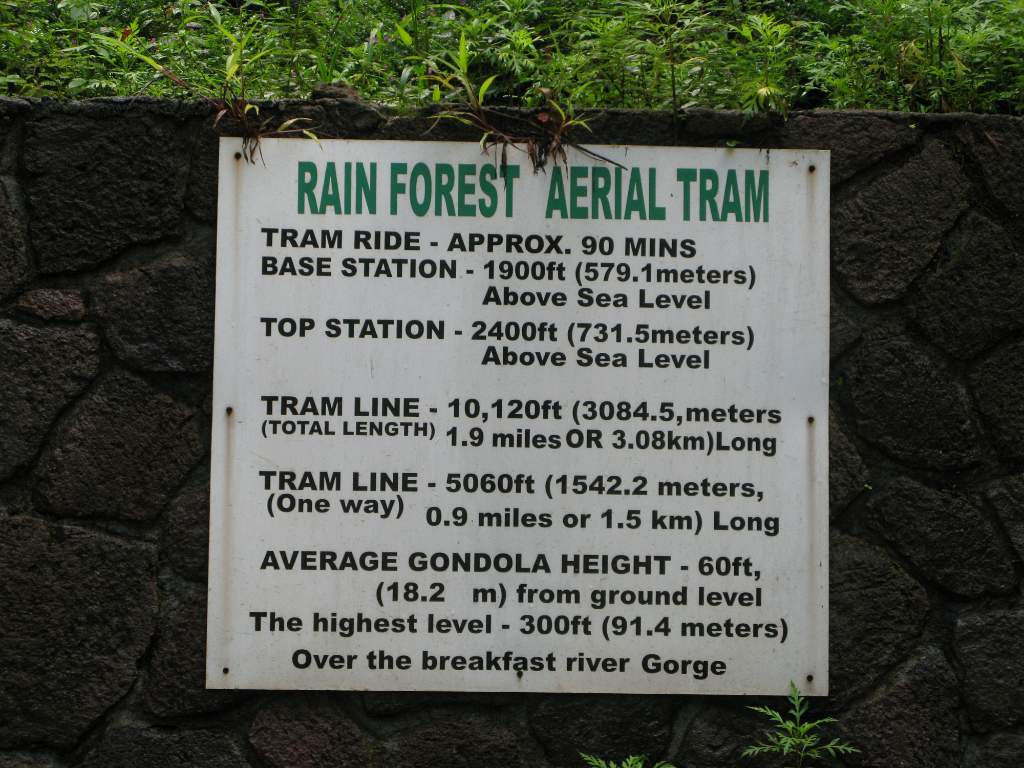 RAIN FOREST AERIAL TRAM
TRAM RIDE - APPROX. 90 MINS
BASE STATION - 1900ft (579.1meters)
Above Sea Level
TOP STATION - 2400ft (731.5meters)
Above Sea Level
TRAM LINE - 10,120ft (3084.5,meters
(TOTAL LENGTH) 1.9 miles OR 3.08km)Long
TRAM LINE - 5060ft (1542.2 meters,
(One way) 0.9 miles or 1.5 km) Long
AVERAGE GONDOLA HEIGHT - 60ft,
(18.2 m) from ground level
The highest level - 300ft (91.4 meters)
Over the breakfast river Gorge